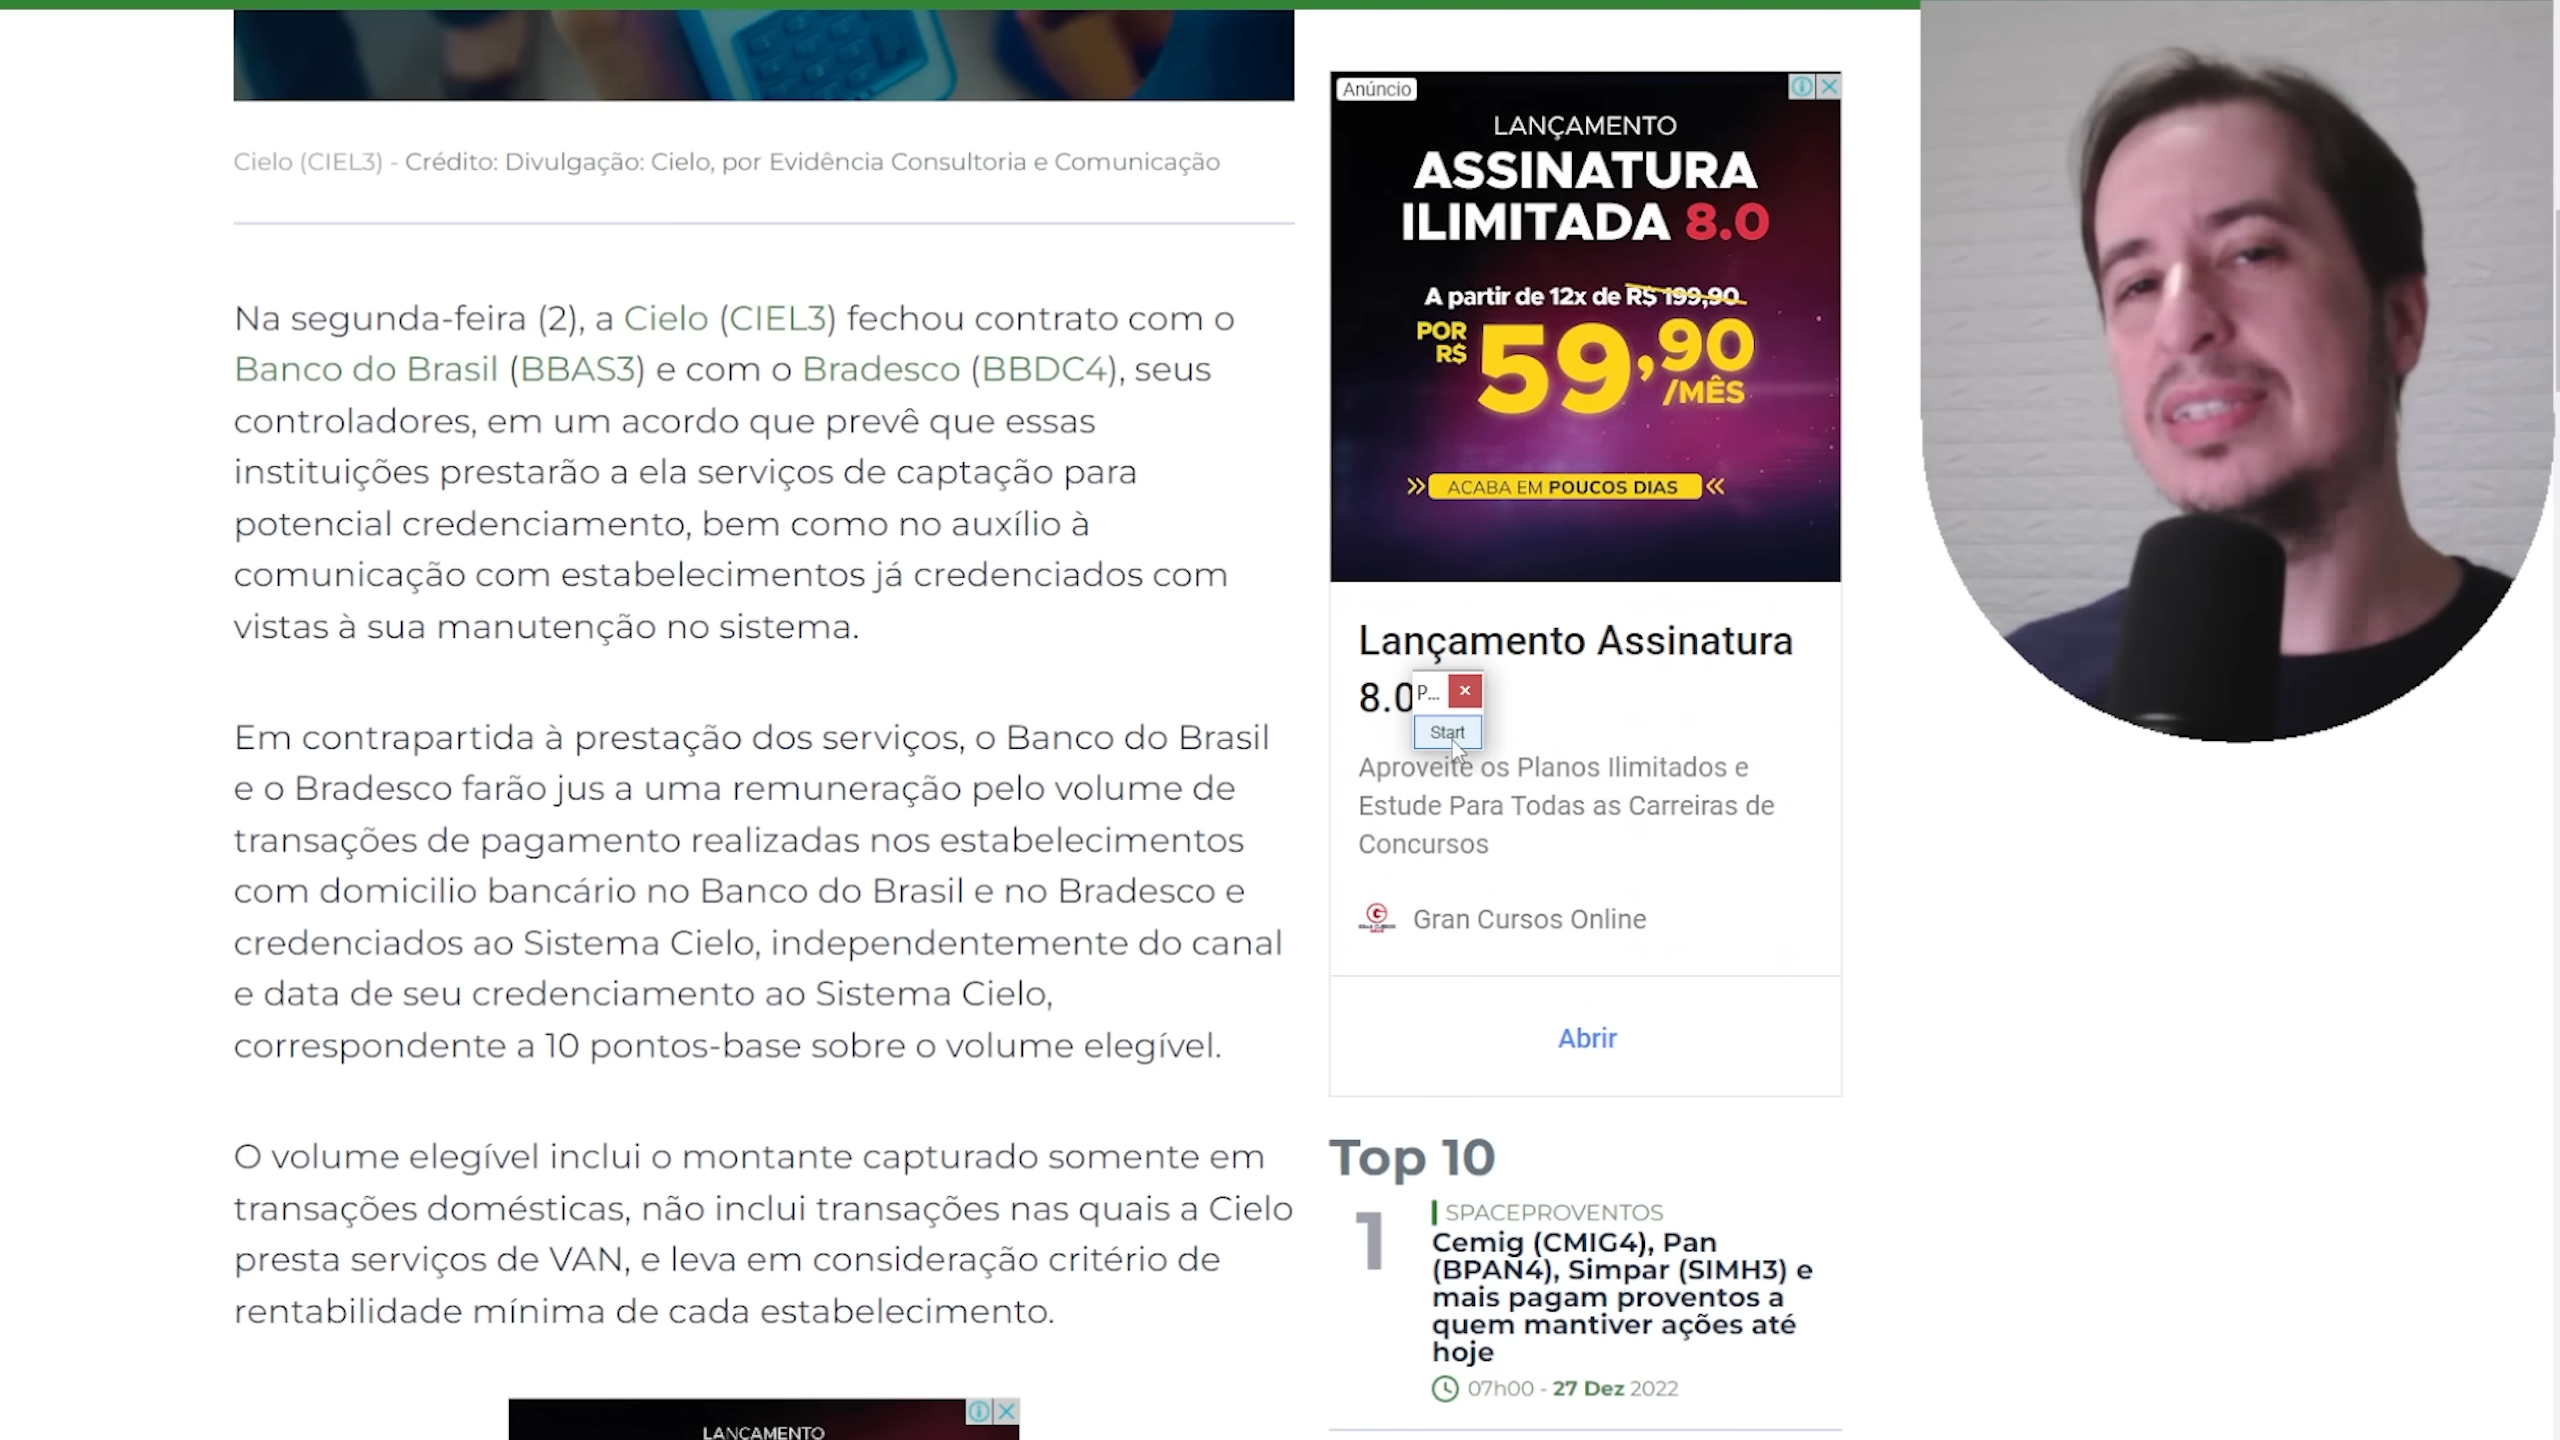 Cielo (CIEL3) - Crédito: Divulgação: Cielo, por Evidência Consultoria e Comunicação
Na segunda-feira (2), a Cielo (CIEL3) fechou contrato com o
Banco do Brasil (BBAS3) e com o Bradesco (BBDC4), seus
controladores, em um acordo que prevê que essas
instituições prestarão a ela serviços de captação para
potencial credenciamento, bem como no auxílio à
comunicação com estabelecimentos já credenciados com
vistas à sua manutenção no sistema.
Em contrapartida à prestação dos serviços, o Banco do Brasil
e o Bradesco farão jus a uma remuneração pelo volume de
transações de pagamento realizadas nos estabelecimentos
com domicilio bancário no Banco do Brasil e no Bradesco e
credenciados ao Sistema Cielo, independentemente do canal
e data de seu credenciamento ao Sistema Cielo,
correspondente a 10 pontos-base sobre o volume elegível.
O volume elegível inclui o montante capturado somente em
transações domésticas, não inclui transações nas quais a Cielo
presta serviços de VAN, e leva em consideração critério de
rentabilidade mínima de cada estabelecimento.
LANÇAMENTO
Anúncio
LANÇAMENTO
ASSINATURA
ILIMITADA 8.0
A partir de 12x de R$ 199,90
POR
R$ 59,90
/MÊS
ACABA EM POUCOS DIAS
Lançamento Assinatura
8.0
P...
Start
Aproveite os Planos Ilimitados e
Estude Para Todas as Carreiras de
Concursos
Gran Cursos Online
Abrir
Top 10
1
SPACEPROVENTOS
Cemig (CMIG4), Pan
(BPAN4), Simpar (SIMH3) e
mais pagam proventos a
quem mantiver ações até
hoje
07h00 - 27 Dez 2022